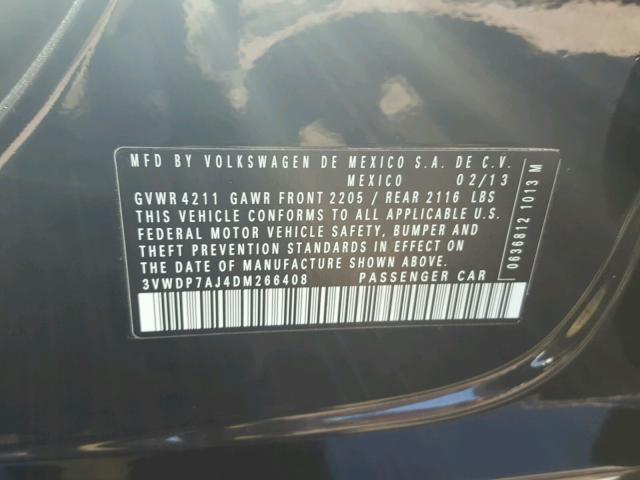 MFD BY VOLKSWAGEN DE MEXICO S.A. DE C.V.
MEXICO 02/13
GVWR 4211 GAWR FRONT 2205 / REAR 2116 LBS
THIS VEHICLE CONFORMS TO ALL APPLICABLE U.S.
FEDERAL MOTOR VEHICLE SAFETY, BUMPER AND
THEFT PREVENTION STANDARDS IN EFFECT ON
THE DATE OF MANUFACTURE SHOWN ABOVE.
3VWDP7AJ4DM266408 PASSENGER CAR
0636812 1013 M